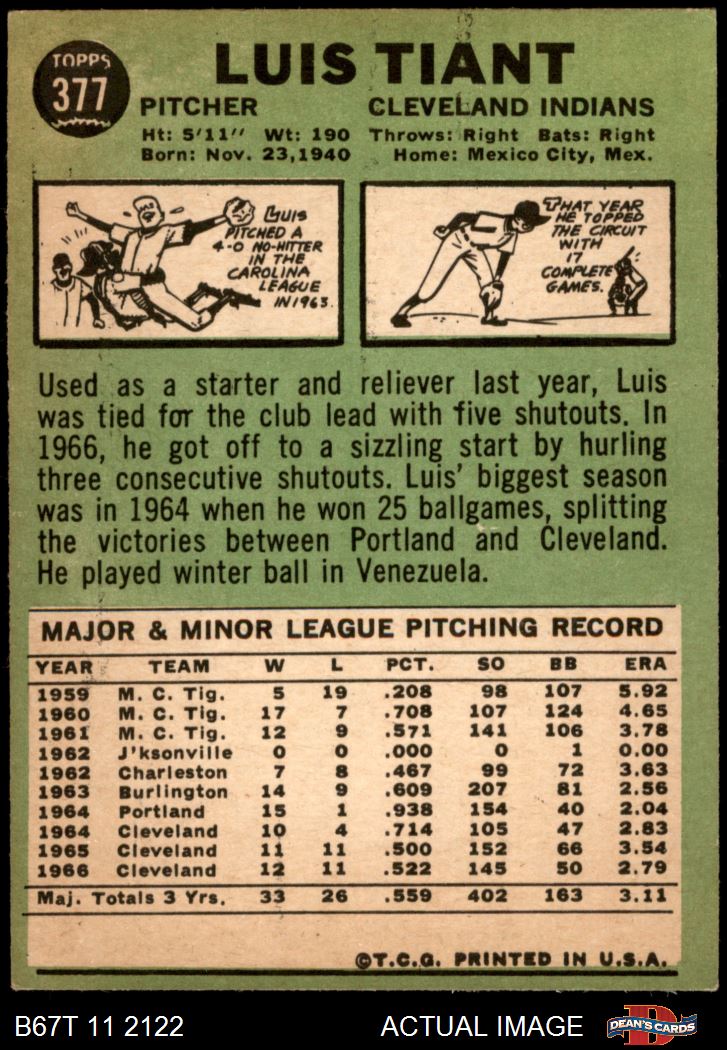 TOPPS
377
LUIS TIANT
PITCHER CLEVELAND INDIANS
Ht: 5'11" Wt: 190 Throws: Right Bats: Right
Born: Nov. 23, 1940 Home: Mexico City, Mex.
LUIS
PITCHED A
4-0 NO-HITTER
IN THE
CAROLINA
LEAGUE
IN 1963.
THAT YEAR
HE TOPPED
THE CIRCUIT
WITH
17
COMPLETE
GAMES.
Used as a starter and reliever last year, Luis
was tied for the club lead with five shutouts. In
1966, he got off to a sizzling start by hurling
three consecutive shutouts. Luis' biggest season
was in 1964 when he won 25 ballgames, splitting
the victories between Portland and Cleveland.
He played winter ball in Venezuela.
MAJOR & MINOR LEAGUE PITCHING RECORD
YEAR TEAM W L PCT. SO BB ERA
1959 M. C. Tig. 5 19 .208 98 107 5.92
1960 M. C. Tig. 17 7 .708 107 124 4.65
1961 M. C. Tig. 12 9 .571 141 106 3.78
1962 J'ksonville 0 0 .000 0 1 0.00
1962 Charleston 7 8 .467 99 72 3.63
1963 Burlington 14 9 .609 207 81 2.56
1964 Portland 15 1 .938 154 40 2.04
1964 Cleveland 10 4 .714 105 47 2.83
1965 Cleveland 11 11 .500 152 66 3.54
1966 Cleveland 12 11 .522 145 50 2.79
Maj. Totals 3 Yrs. 33 26 .559 402 163 3.11
©T.C.G. PRINTED IN U.S.A.
B67T 11 2122 ACTUAL IMAGE
D
DEAN'S CARDS